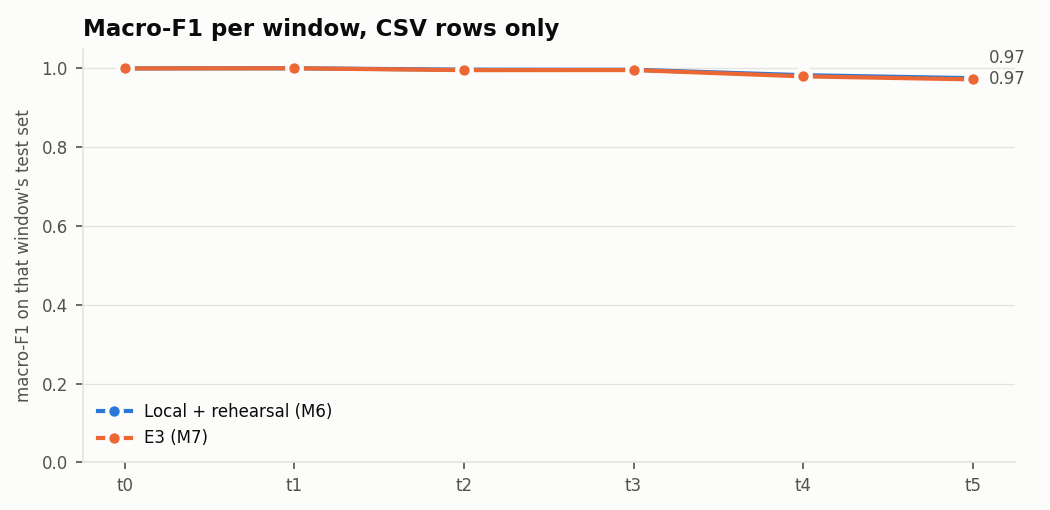 Macro-F1 per window, CSV rows only
macro-F1 on that window's test set
1.0
0.8
0.6
0.4
0.2
0.0
0.97
0.97
Local + rehearsal (M6)
E3 (M7)
t0
t1
t2
t3
t4
t5